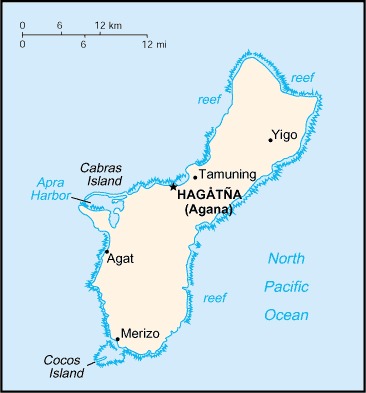 0 6 12 km
0 6 12 mi
reef
reef
Yigo
Cabras
Island
Tamuning
Apra
Harbor
HAGÅTÑA
(Agana)
Agat
North
Pacific
Ocean
reef
Merizo
Cocos
Island